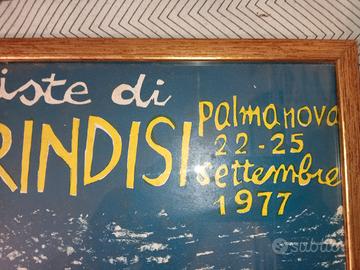 iste di
RINDISI
palmanova
22-25
settembre
1977
subito